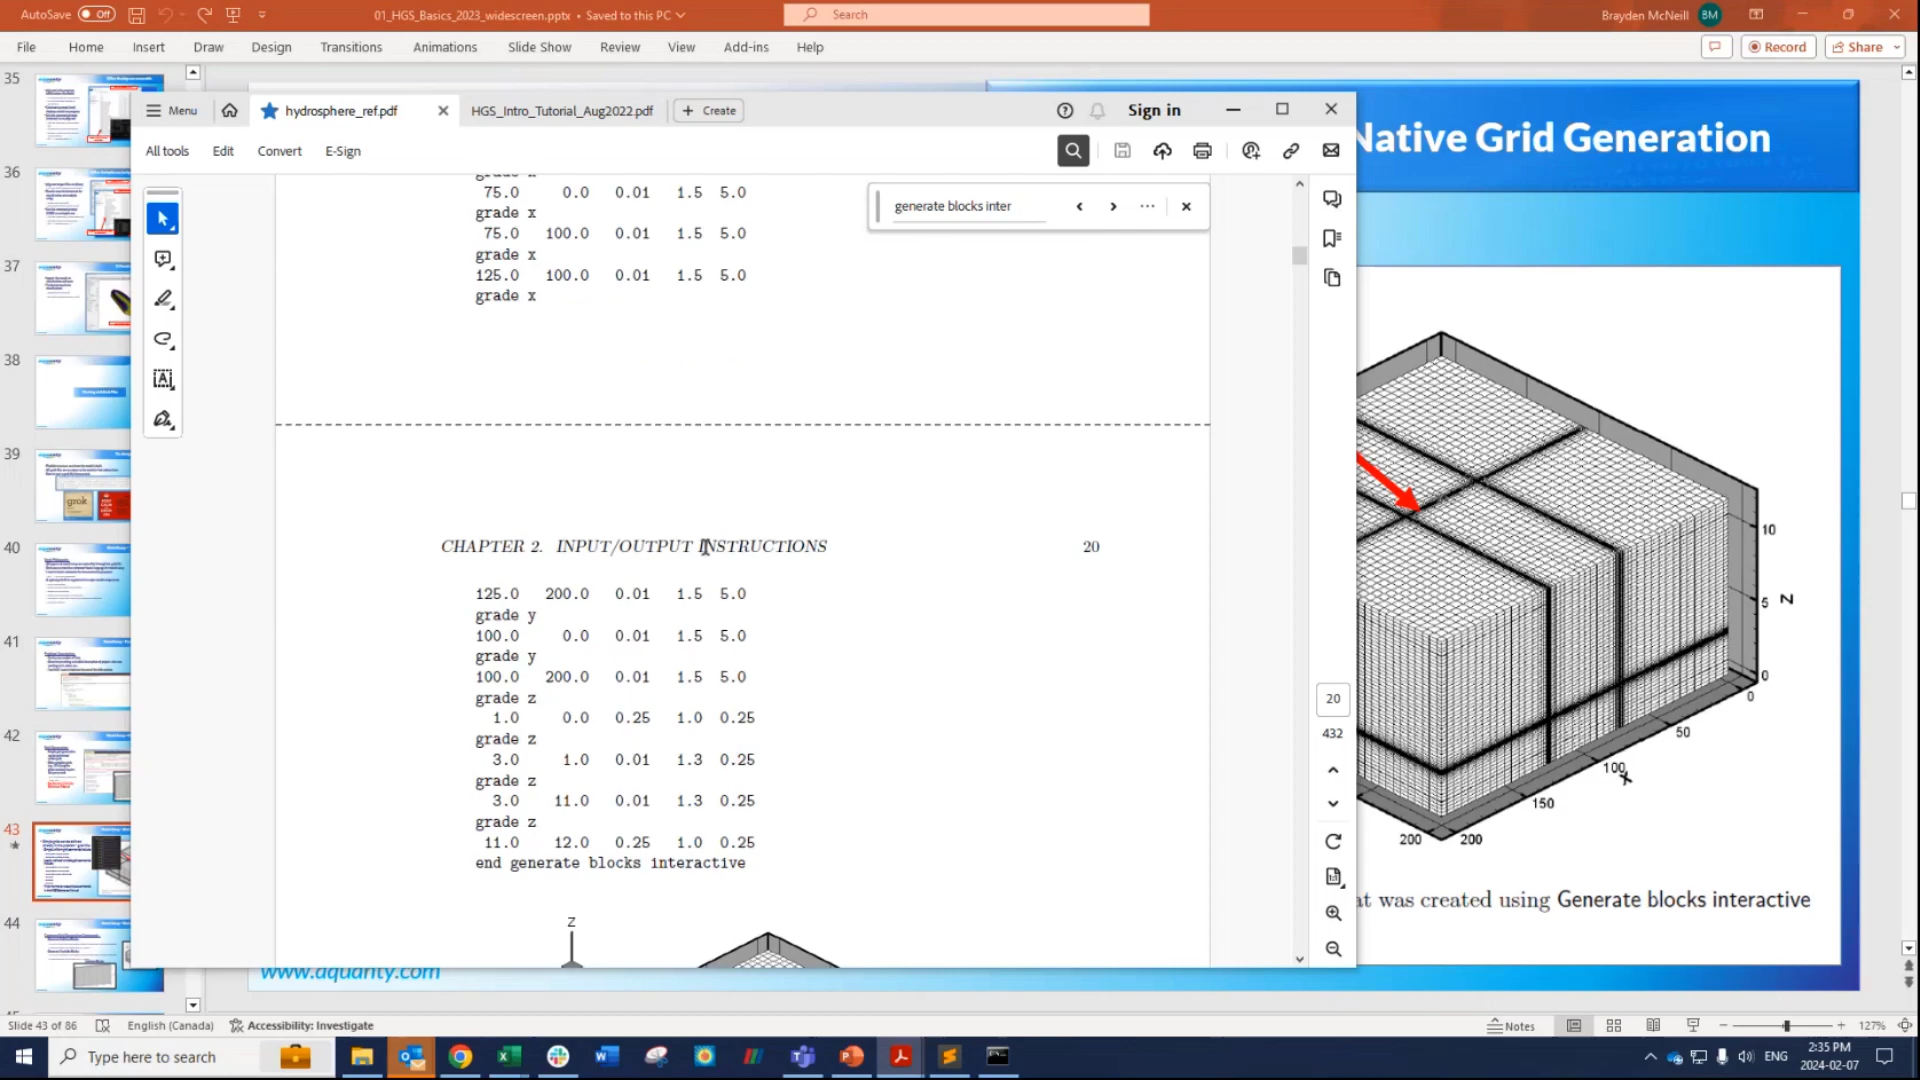 AutoSave Off
01_HGS_Basics_2023_widescreen.pptx • Saved to this PC
Search
Brayden McNeill BM
File Home Insert Draw Design Transitions Animations Slide Show Review View Add-ins Help
Record Share
Menu hydrosphere_ref.pdf HGS_Intro_Tutorial_Aug2022.pdf + Create Sign in
All tools Edit Convert E-Sign
generate blocks inter
75.0 0.0 0.01 1.5 5.0
grade x
75.0 100.0 0.01 1.5 5.0
grade x
125.0 100.0 0.01 1.5 5.0
grade x
CHAPTER 2. INPUT/OUTPUT INSTRUCTIONS 20
125.0 200.0 0.01 1.5 5.0
grade y
100.0 0.0 0.01 1.5 5.0
grade y
100.0 200.0 0.01 1.5 5.0
grade z
1.0 0.0 0.25 1.0 0.25
grade z
3.0 1.0 0.01 1.3 0.25
grade z
3.0 11.0 0.01 1.3 0.25
grade z
11.0 12.0 0.25 1.0 0.25
end generate blocks interactive
Z
20
432
35
36
37
38
39
grok
40
41
42
43
44
Native Grid Generation
10
5
Z
0
0
50
100
X
150
200
200
at was created using Generate blocks interactive
www.aquanty.com
Slide 43 of 86 English (Canada) Accessibility: Investigate Notes 127%
Type here to search
ENG
2:35 PM
2024-02-07